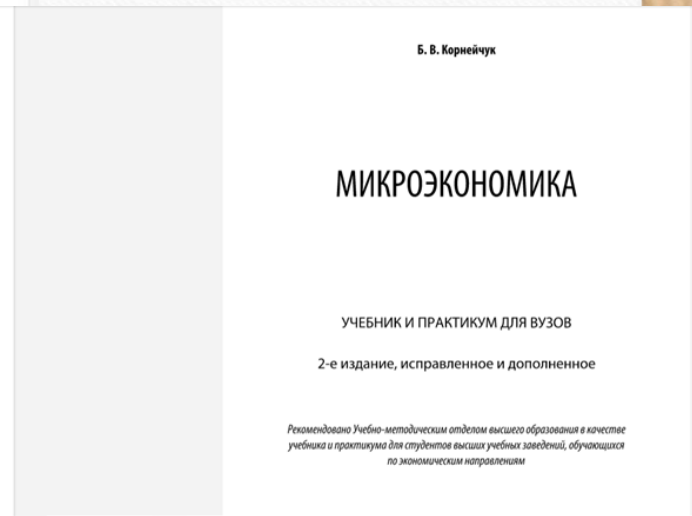 Б. В. Корнейчук
МИКРОЭКОНОМИКА
УЧЕБНИК И ПРАКТИКУМ ДЛЯ ВУЗОВ
2-е издание, исправленное и дополненное
Рекомендовано Учебно-методическим отделом высшего образования в качестве
учебника и практикума для студентов высших учебных заведений, обучающихся
по экономическим направлениям